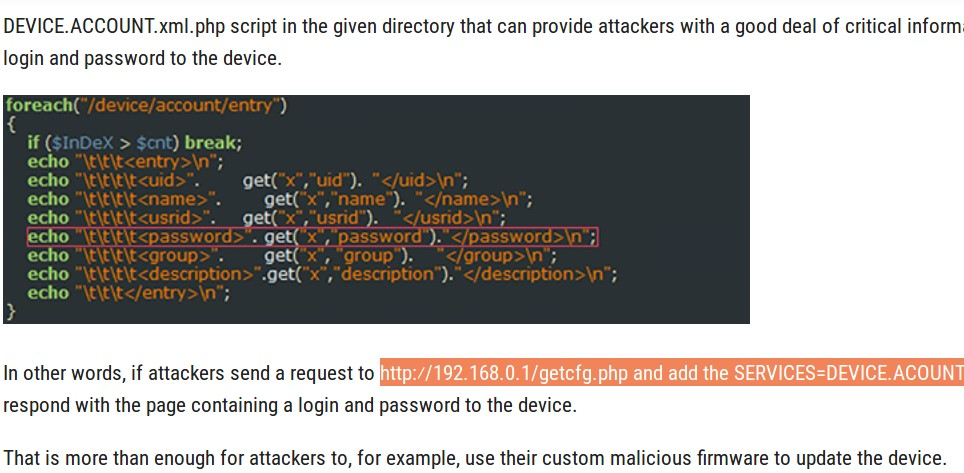 DEVICE.ACCOUNT.xml.php script in the given directory that can provide attackers with a good deal of critical inform
login and password to the device.
foreach("/device/account/entry")
{
if ($InDeX > $cnt) break;
echo "\t\t\t<entry>\n";
echo "\t\t\t\t<uid>". get("x","uid"). "</uid>\n";
echo "\t\t\t\t<name>". get("x","name"). "</name>\n";
echo "\t\t\t\t<usrid>". get("x","usrid"). "</usrid>\n";
echo "\t\t\t\t<password>". get("x","password")."</password>\n";
echo "\t\t\t\t<group>". get("x", "group"). "</group>\n";
echo "\t\t\t\t<description>".get("x","description")."</description>\n";
echo "\t\t\t</entry>\n";
}
In other words, if attackers send a request to http://192.168.0.1/getcfg.php and add the SERVICES=DEVICE.ACOUNT
respond with the page containing a login and password to the device.
That is more than enough for attackers to, for example, use their custom malicious firmware to update the device.